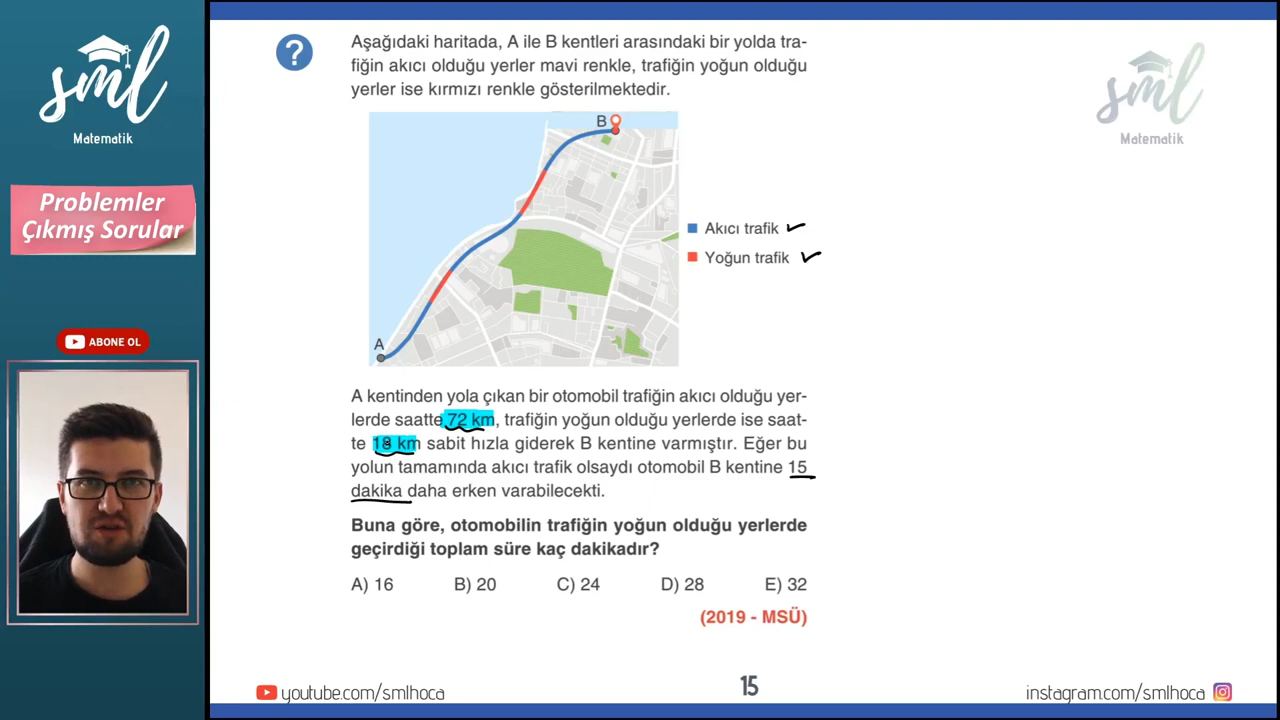 sml
Matematik
Problemler
Çıkmış Sorular
ABONE OL
?
Aşağıdaki haritada, A ile B kentleri arasındaki bir yolda tra-
fiğin akıcı olduğu yerler mavi renkle, trafiğin yoğun olduğu
yerler ise kırmızı renkle gösterilmektedir.
B
A
Akıcı trafik
Yoğun trafik
A kentinden yola çıkan bir otomobil trafiğin akıcı olduğu yer-
lerde saatte 72 km, trafiğin yoğun olduğu yerlerde ise saat-
te 18 km sabit hızla giderek B kentine varmıştır. Eğer bu
yolun tamamında akıcı trafik olsaydı otomobil B kentine 15
dakika daha erken varabilecekti.
Buna göre, otomobilin trafiğin yoğun olduğu yerlerde
geçirdiği toplam süre kaç dakikadır?
A) 16 B) 20 C) 24 D) 28 E) 32
(2019 - MSÜ)
sml
Matematik
youtube.com/smlhoca
15
instagram.com/smlhoca